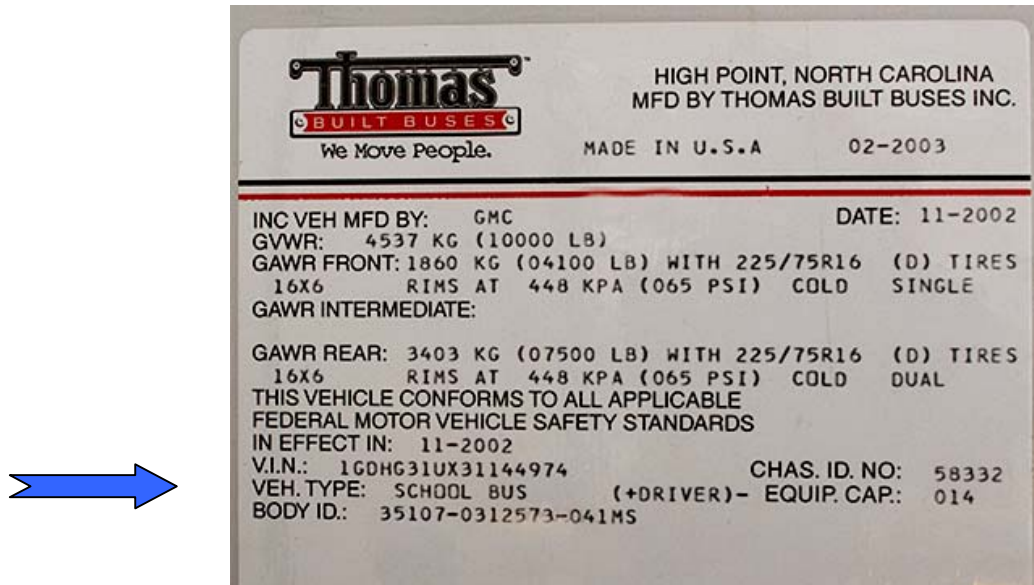 Thomas
BUILT BUSES
We Move People.
HIGH POINT, NORTH CAROLINA
MFD BY THOMAS BUILT BUSES INC.
MADE IN U.S.A 02-2003
INC VEH MFD BY: GMC DATE: 11-2002
GVWR: 4537 KG (10000 LB)
GAWR FRONT: 1860 KG (04100 LB) WITH 225/75R16 (D) TIRES
16X6 RIMS AT 448 KPA (065 PSI) COLD SINGLE
GAWR INTERMEDIATE:
GAWR REAR: 3403 KG (07500 LB) WITH 225/75R16 (D) TIRES
16X6 RIMS AT 448 KPA (065 PSI) COLD DUAL
THIS VEHICLE CONFORMS TO ALL APPLICABLE
FEDERAL MOTOR VEHICLE SAFETY STANDARDS
IN EFFECT IN: 11-2002
V.I.N.: 1GDHG31UX31144974 CHAS. ID. NO: 58332
VEH. TYPE: SCHOOL BUS (+DRIVER)- EQUIP. CAP.: 014
BODY ID.: 35107-0312573-041MS